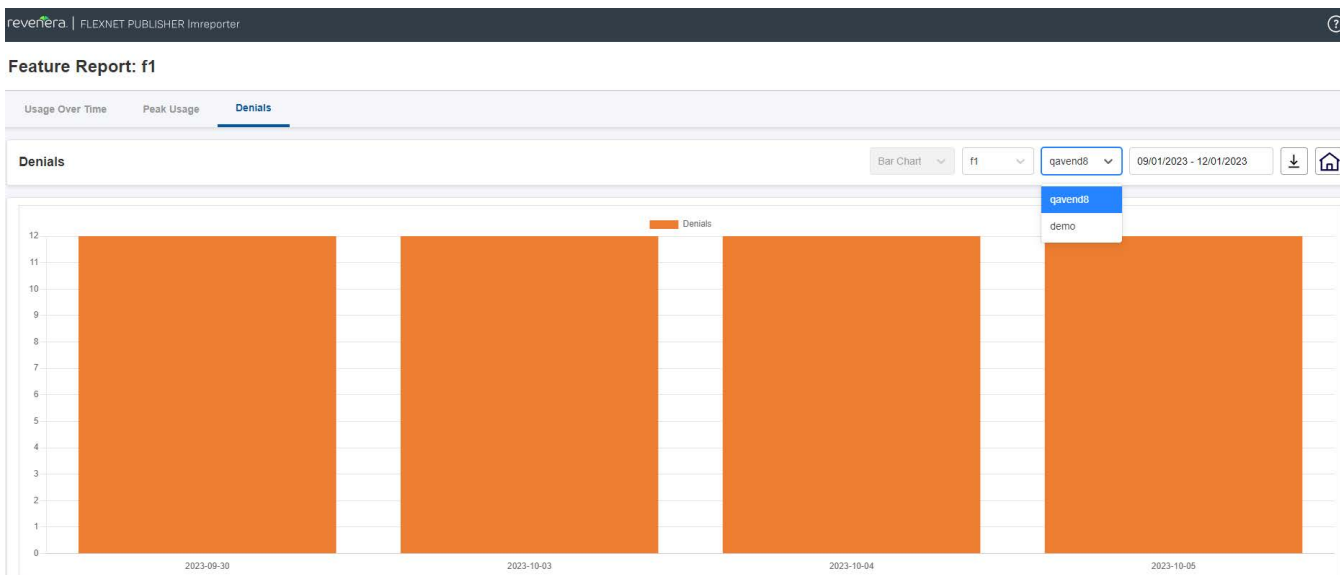 revenera. | FLEXNET PUBLISHER lmreporter
?
Feature Report: f1
Usage Over Time Peak Usage Denials
Denials Bar Chart f1 qavend8 09/01/2023 - 12/01/2023
qavend8
demo
Denials
12
11
10
9
8
7
6
5
4
3
2
1
0
2023-09-30 2023-10-03 2023-10-04 2023-10-05